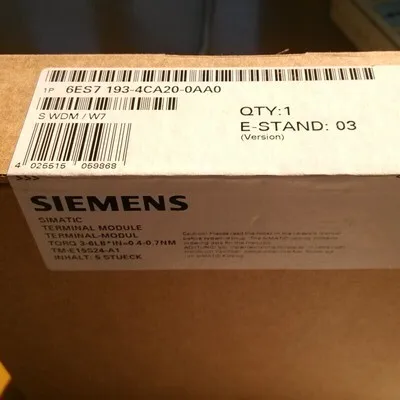 1P 6ES7 193-4CA20-0AA0
S WDM / W7
QTY:1
E-STAND: 03
(Version)
4 025515 059868
SIEMENS
SIMATIC
TERMINAL MODULE
TERMINAL-MODUL
TORQ 3-6LB*IN=0.4-0.7NM
TM-E15S24-A1
INHALT: 5 STUECK